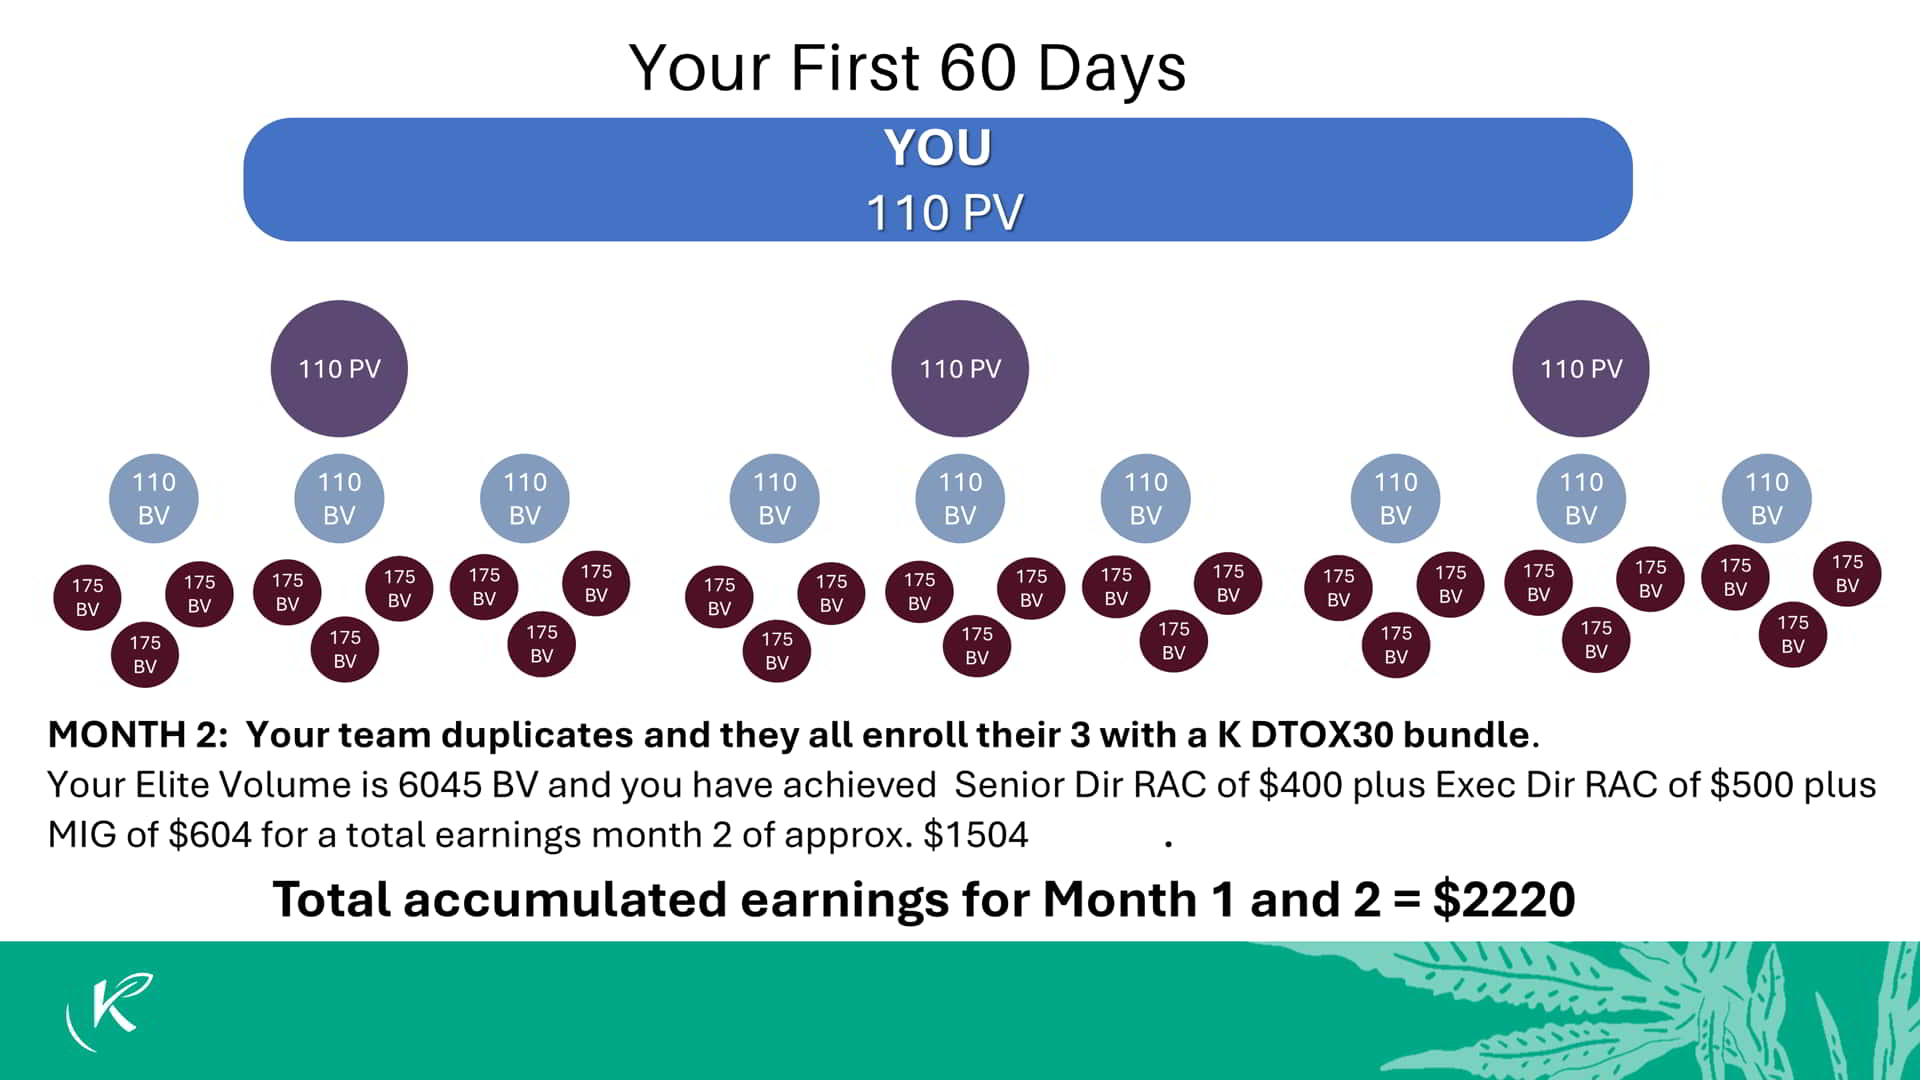 Your First 60 Days
YOU
110 PV
110 PV
110 PV
110 PV
110
BV
110
BV
110
BV
110
BV
110
BV
110
BV
110
BV
110
BV
110
BV
175
BV
175
BV
175
BV
175
BV
175
BV
175
BV
175
BV
175
BV
175
BV
175
BV
175
BV
175
BV
175
BV
175
BV
175
BV
175
BV
175
BV
175
BV
175
BV
175
BV
175
BV
175
BV
175
BV
175
BV
175
BV
175
BV
175
BV
MONTH 2:  Your team duplicates and they all enroll their 3 with a K DTOX30 bundle.
Your Elite Volume is 6045 BV and you have achieved  Senior Dir RAC of $400 plus Exec Dir RAC of $500 plus
MIG of $604 for a total earnings month 2 of approx. $1504 .
Total accumulated earnings for Month 1 and 2 = $2220
K